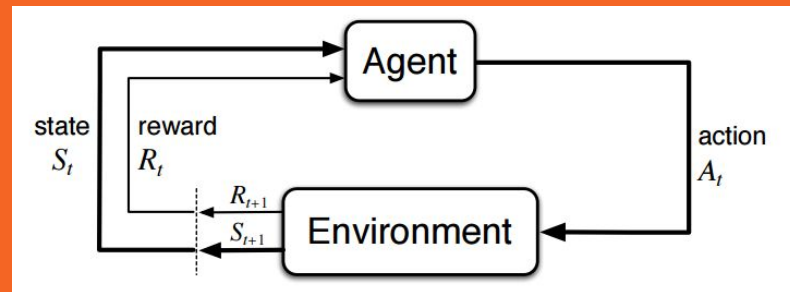 Agent
state
S_t
reward
R_t
action
A_t
R_{t+1}
S_{t+1}
Environment